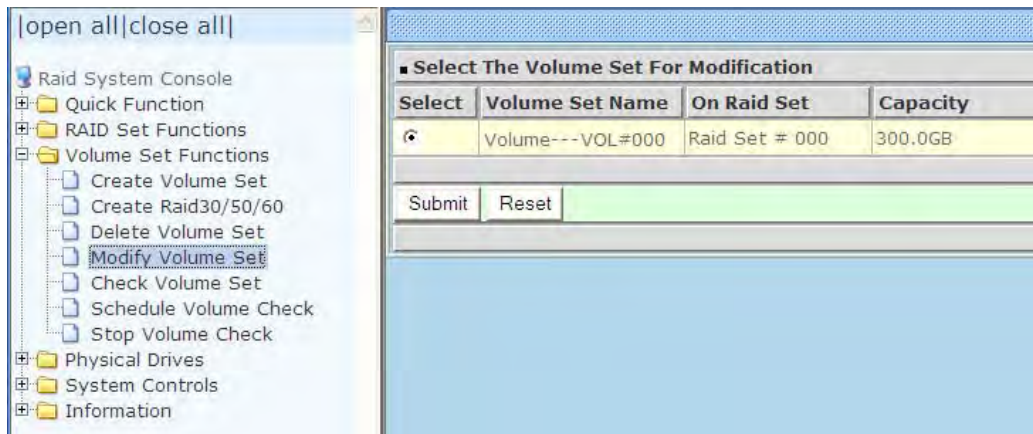 |open all|close all|
Raid System Console
Quick Function
RAID Set Functions
Volume Set Functions
Create Volume Set
Create Raid30/50/60
Delete Volume Set
Modify Volume Set
Check Volume Set
Schedule Volume Check
Stop Volume Check
Physical Drives
System Controls
Information
Select The Volume Set For Modification
Select Volume Set Name On Raid Set Capacity
Volume---VOL#000 Raid Set # 000 300.0GB
Submit Reset